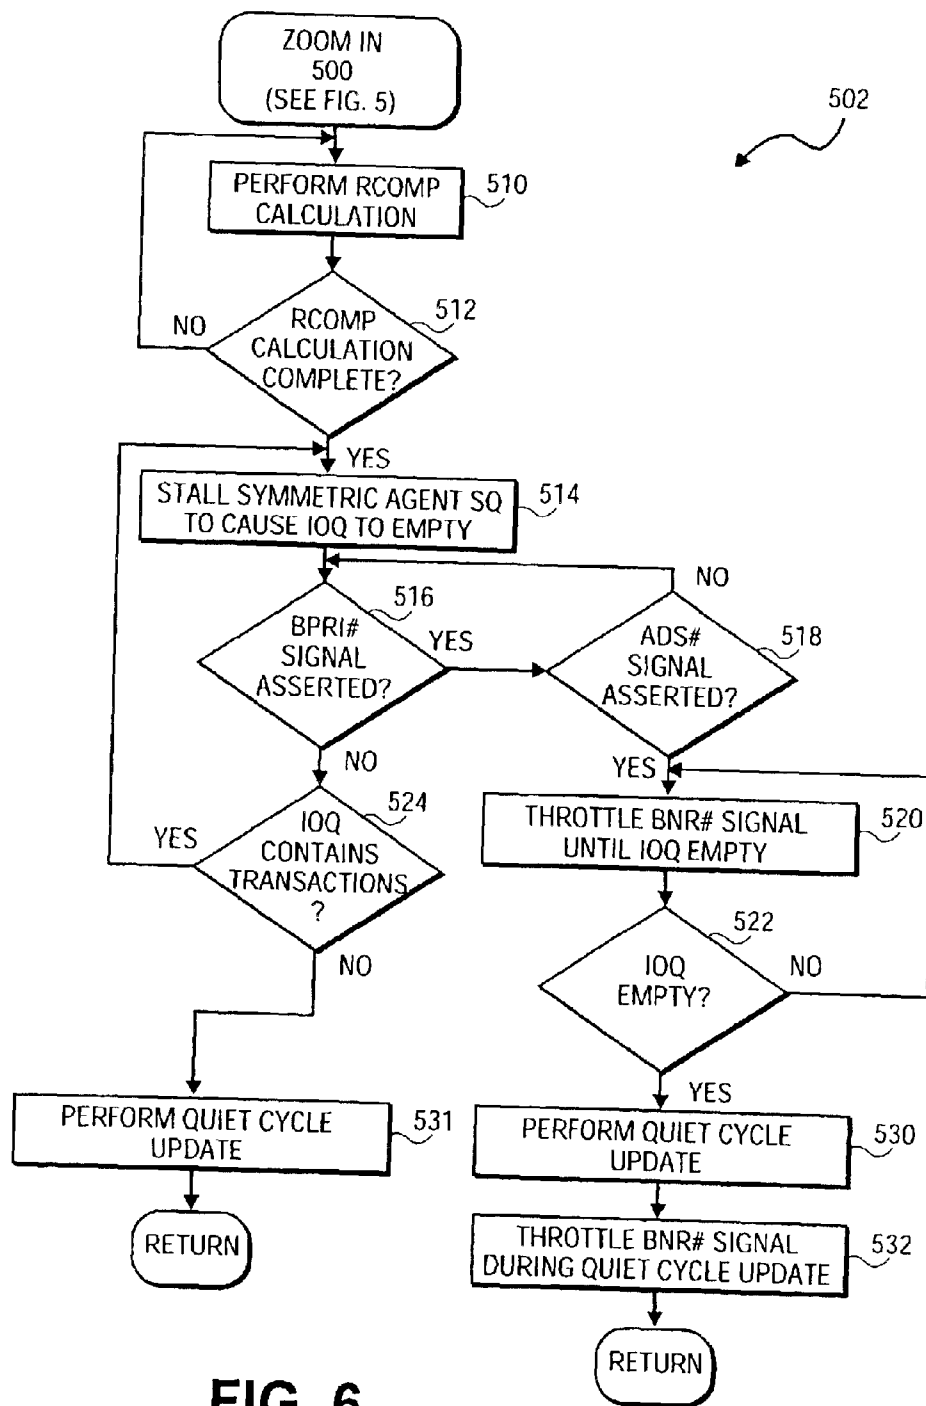 ZOOM IN
500
(SEE FIG. 5)
502
PERFORM RCOMP
CALCULATION
510
RCOMP
CALCULATION
COMPLETE?
512
NO
YES
STALL SYMMETRIC AGENT SQ
TO CAUSE IOQ TO EMPTY
514
BPRI#
SIGNAL
ASSERTED?
516
YES
NO
ADS#
SIGNAL
ASSERTED?
518
NO
YES
IOQ
CONTAINS
TRANSACTIONS
?
524
YES
NO
THROTTLE BNR# SIGNAL
UNTIL IOQ EMPTY
520
IOQ
EMPTY?
522
NO
YES
PERFORM QUIET CYCLE
UPDATE
531
RETURN
PERFORM QUIET CYCLE
UPDATE
530
THROTTLE BNR# SIGNAL
DURING QUIET CYCLE UPDATE
532
RETURN
FIG. 6